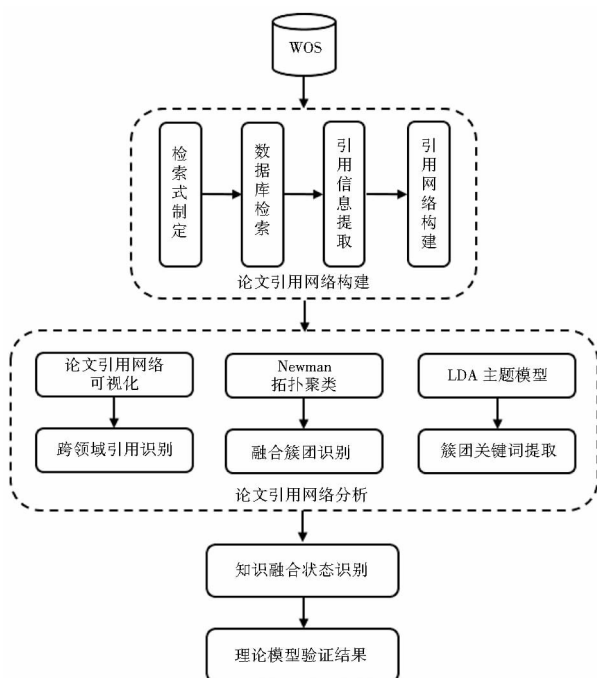 WOS
检索式制定
数据库检索
引用信息提取
引用网络构建
论文引用网络构建
论文引用网络
可视化
Newman
拓扑聚类
LDA 主题模型
跨领域引用识别
融合簇团识别
簇团关键词提取
论文引用网络分析
知识融合状态识别
理论模型验证结果